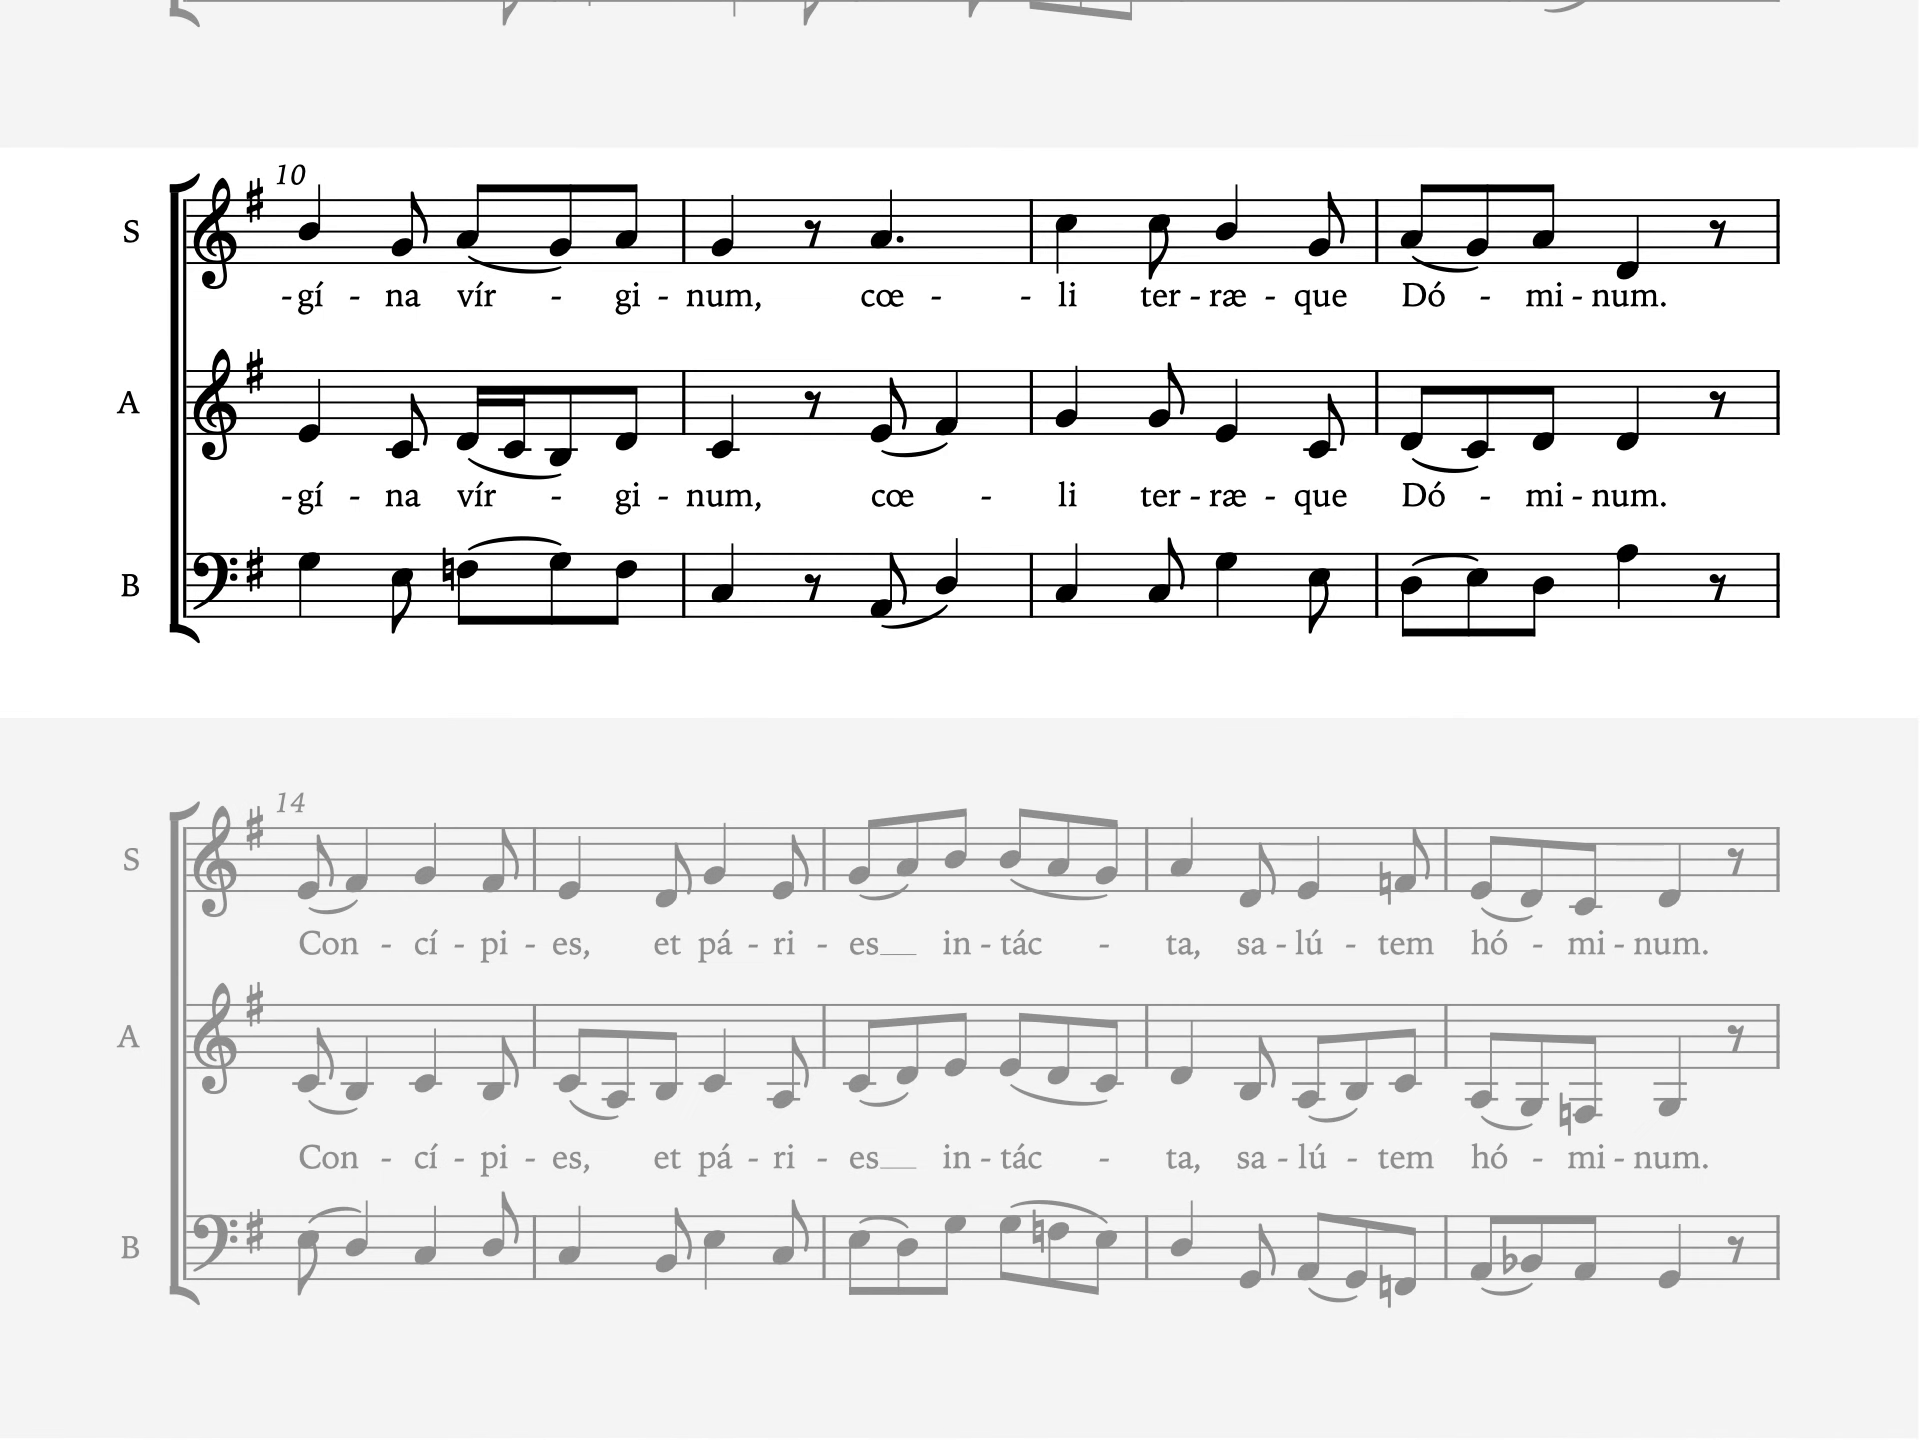 10
S
-gí - na vír - gi - num, cœ - - li ter - ræ - que Dó - mi - num.
A
-gí - na vír - gi - num, cœ - li ter - ræ - que Dó - mi - num.
B
14
S
Con - cí - pi - es, et pá - ri - es__ in - tác - ta, sa - lú - tem hó - mi - num.
A
Con - cí - pi - es, et pá - ri - es__ in - tác - ta, sa - lú - tem hó - mi - num.
B